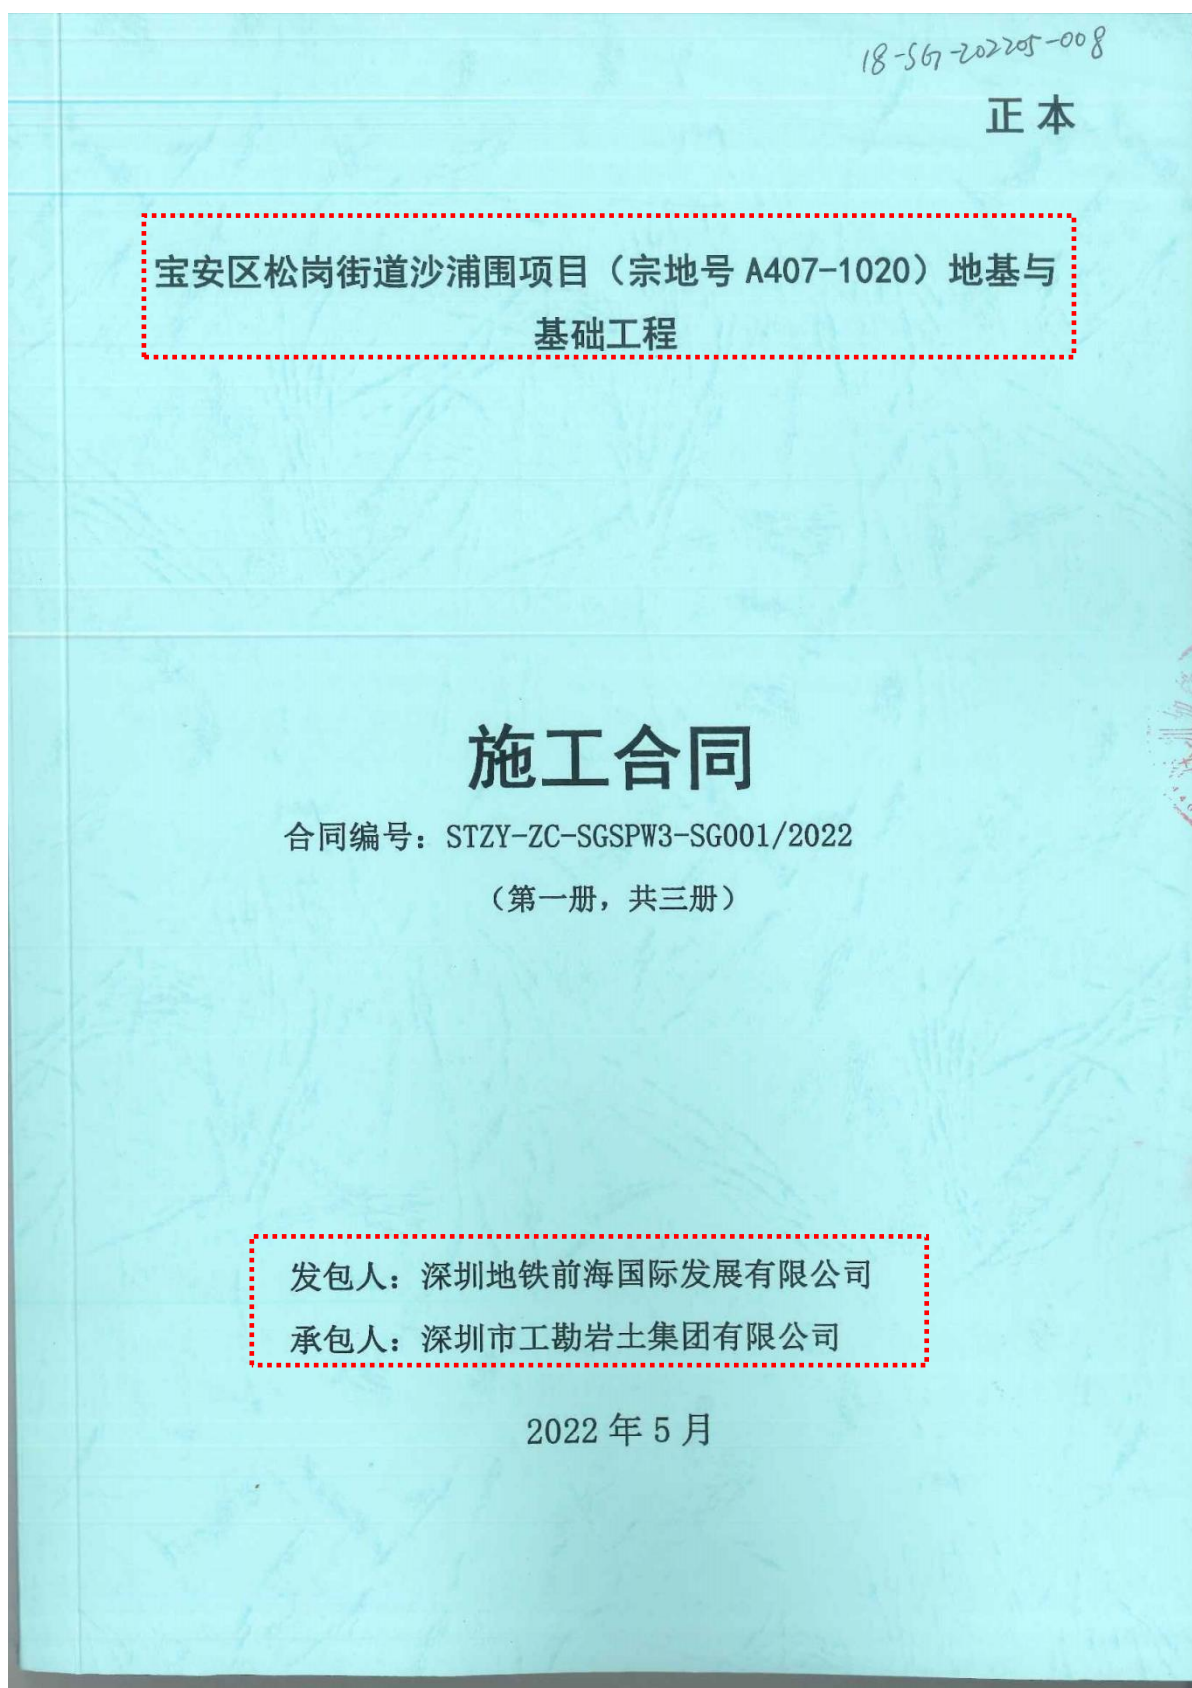 18-SG-202205-008
正本
宝安区松岗街道沙浦围项目（宗地号 A407-1020）地基与
基础工程
施工合同
合同编号：STZY-ZC-SGSPW3-SG001/2022
（第一册，共三册）
发包人：深圳地铁前海国际发展有限公司
承包人：深圳市工勘岩土集团有限公司
2022 年 5 月